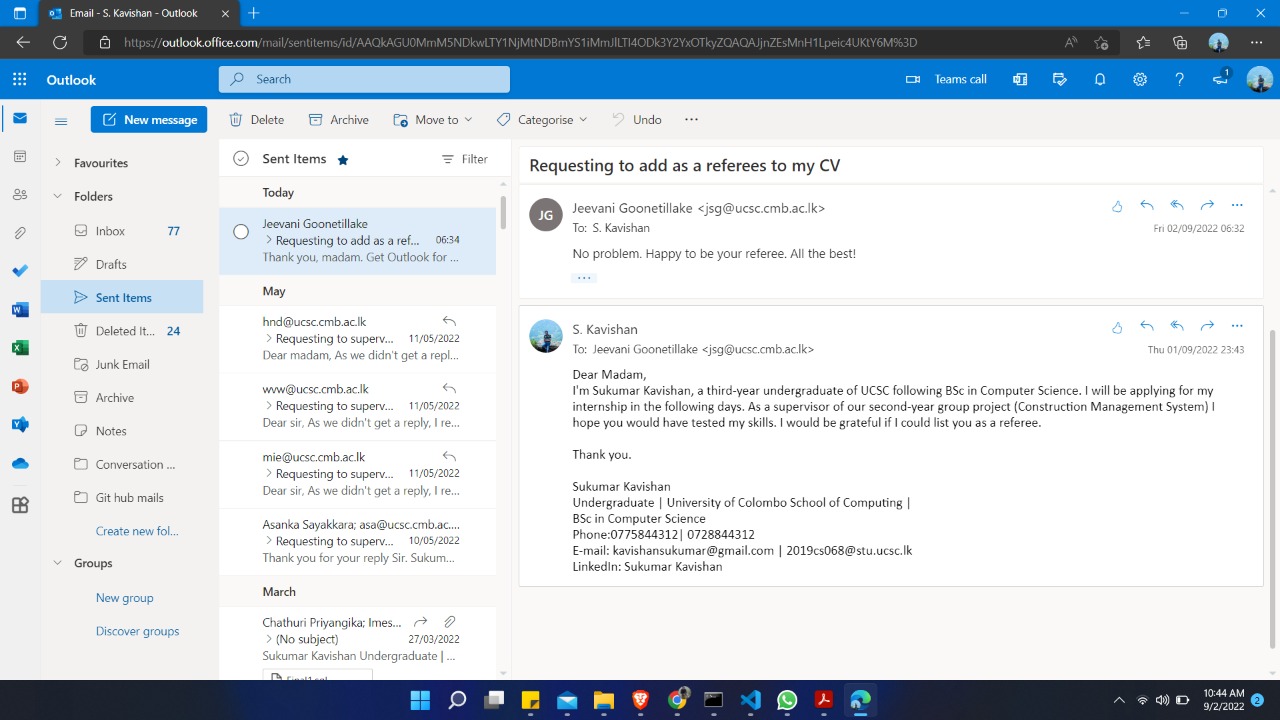 Email - S. Kavishan - Outlook
https://outlook.office.com/mail/sentitems/id/AAQkAGU0MmM5NDkwLTY1NjMtNDBmYS1iMmJlLTI4ODk3Y2YxOTkyZQAQAJjnZEsMnH1Lpeic4UKtY6M%3D
Outlook
Search
Teams call
1
New message
Delete
Archive
Move to
Categorise
Undo
Favourites
Folders
Inbox 77
Drafts
Sent Items
Deleted It... 24
Junk Email
Archive
Notes
Conversation ...
Git hub mails
Create new fol...
Groups
New group
Discover groups
Sent Items
Filter
Today
Jeevani Goonetillake
Requesting to add as a ref... 06:34
Thank you, madam. Get Outlook for ...
May
hnd@ucsc.cmb.ac.lk
Requesting to superv... 11/05/2022
Dear madam, As we didn't get a repl...
wvw@ucsc.cmb.ac.lk
Requesting to superv... 11/05/2022
Dear sir, As we didn't get a reply, I re...
mie@ucsc.cmb.ac.lk
Requesting to superv... 11/05/2022
Dear sir, As we didn't get a reply, I re...
Asanka Sayakkara; asa@ucsc.cmb.ac....
Requesting to superv... 10/05/2022
Thank you for your reply Sir. Sukum...
March
Chathuri Priyangika; Imes...
(No subject) 27/03/2022
Sukumar Kavishan Undergraduate | ...
Requesting to add as a referees to my CV
JG
Jeevani Goonetillake <jsg@ucsc.cmb.ac.lk>
To: S. Kavishan
Fri 02/09/2022 06:32
No problem. Happy to be your referee. All the best!
...
S. Kavishan
To: Jeevani Goonetillake <jsg@ucsc.cmb.ac.lk>
Thu 01/09/2022 23:43
Dear Madam,
I'm Sukumar Kavishan, a third-year undergraduate of UCSC following BSc in Computer Science. I will be applying for my
internship in the following days. As a supervisor of our second-year group project (Construction Management System) I
hope you would have tested my skills. I would be grateful if I could list you as a referee.
Thank you.
Sukumar Kavishan
Undergraduate | University of Colombo School of Computing |
BSc in Computer Science
Phone:0775844312| 0728844312
E-mail: kavishansukumar@gmail.com | 2019cs068@stu.ucsc.lk
LinkedIn: Sukumar Kavishan
10:44 AM
9/2/2022
2